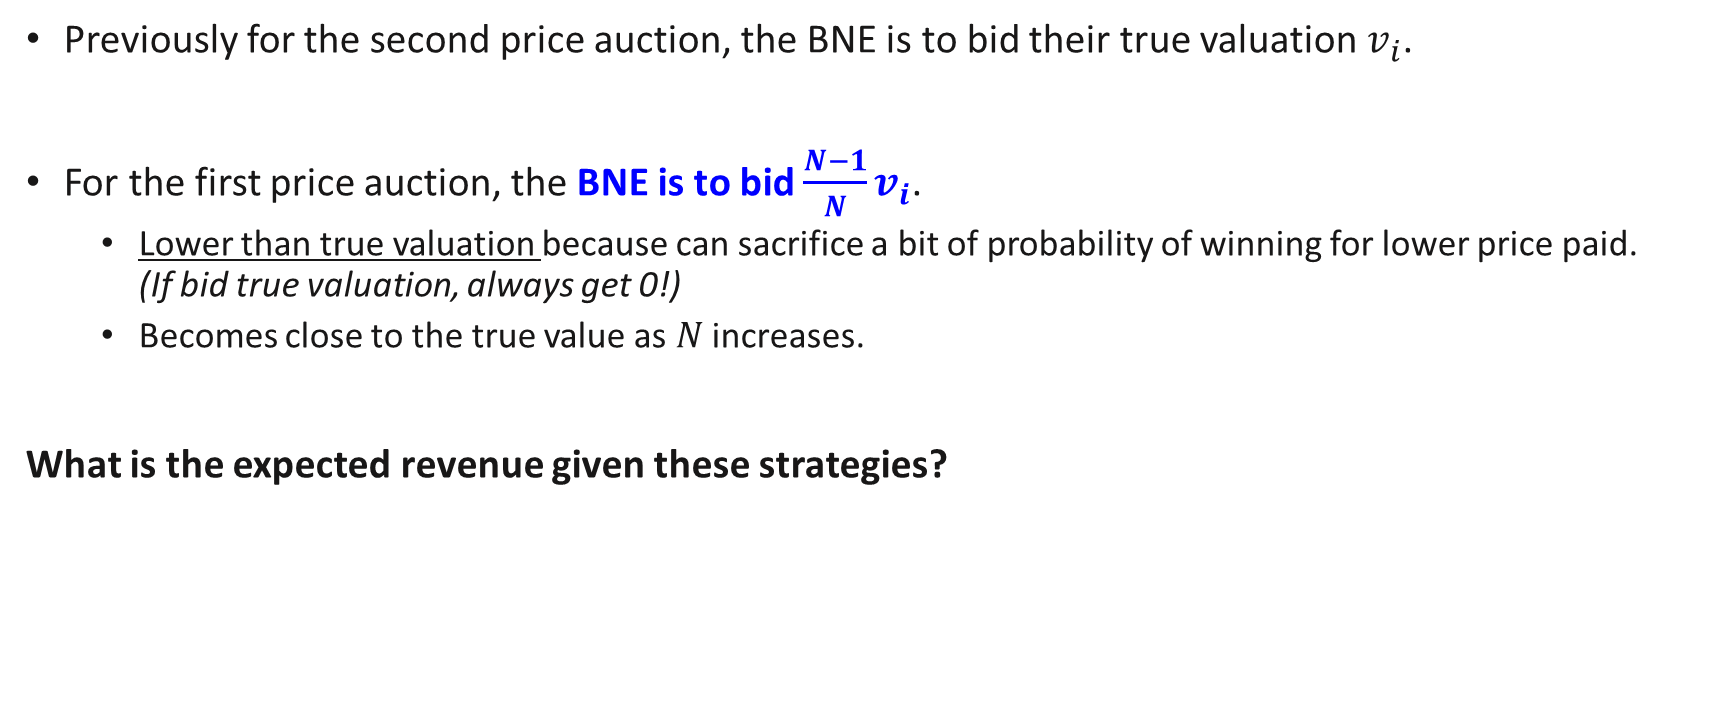 • Previously for the second price auction, the BNE is to bid their true valuation 𝑣ᵢ.
• For the first price auction, the BNE is to bid (N−1)/N 𝑣ᵢ.
• Lower than true valuation because can sacrifice a bit of probability of winning for lower price paid.
(If bid true valuation, always get 0!)
• Becomes close to the true value as N increases.
What is the expected revenue given these strategies?